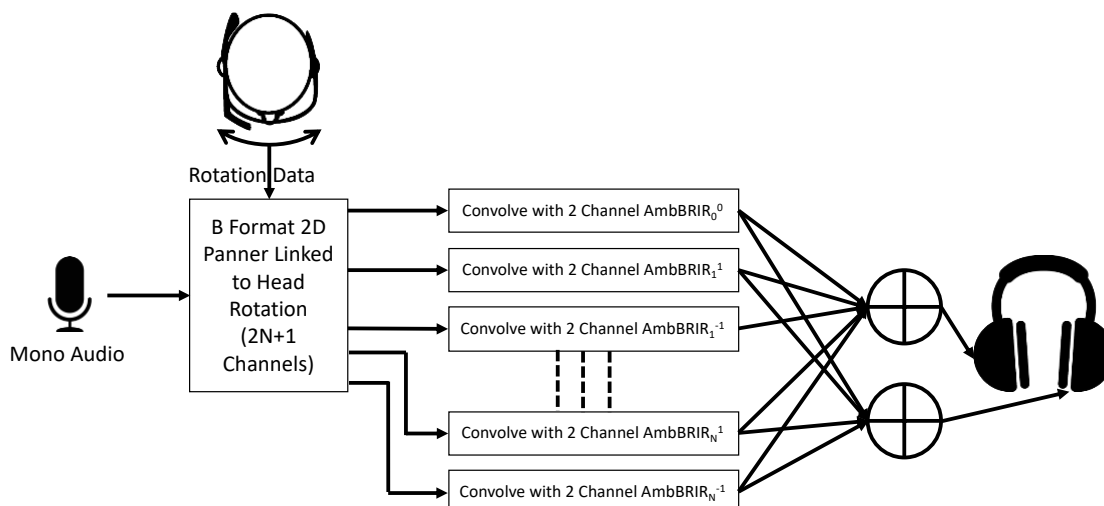 Rotation Data
B Format 2D
Panner Linked
to Head
Rotation
(2N+1
Channels)
Mono Audio
Convolve with 2 Channel AmbBRIR₀⁰
Convolve with 2 Channel AmbBRIR₁¹
Convolve with 2 Channel AmbBRIR₁⁻¹
Convolve with 2 Channel AmbBRIR_N¹
Convolve with 2 Channel AmbBRIR_N⁻¹